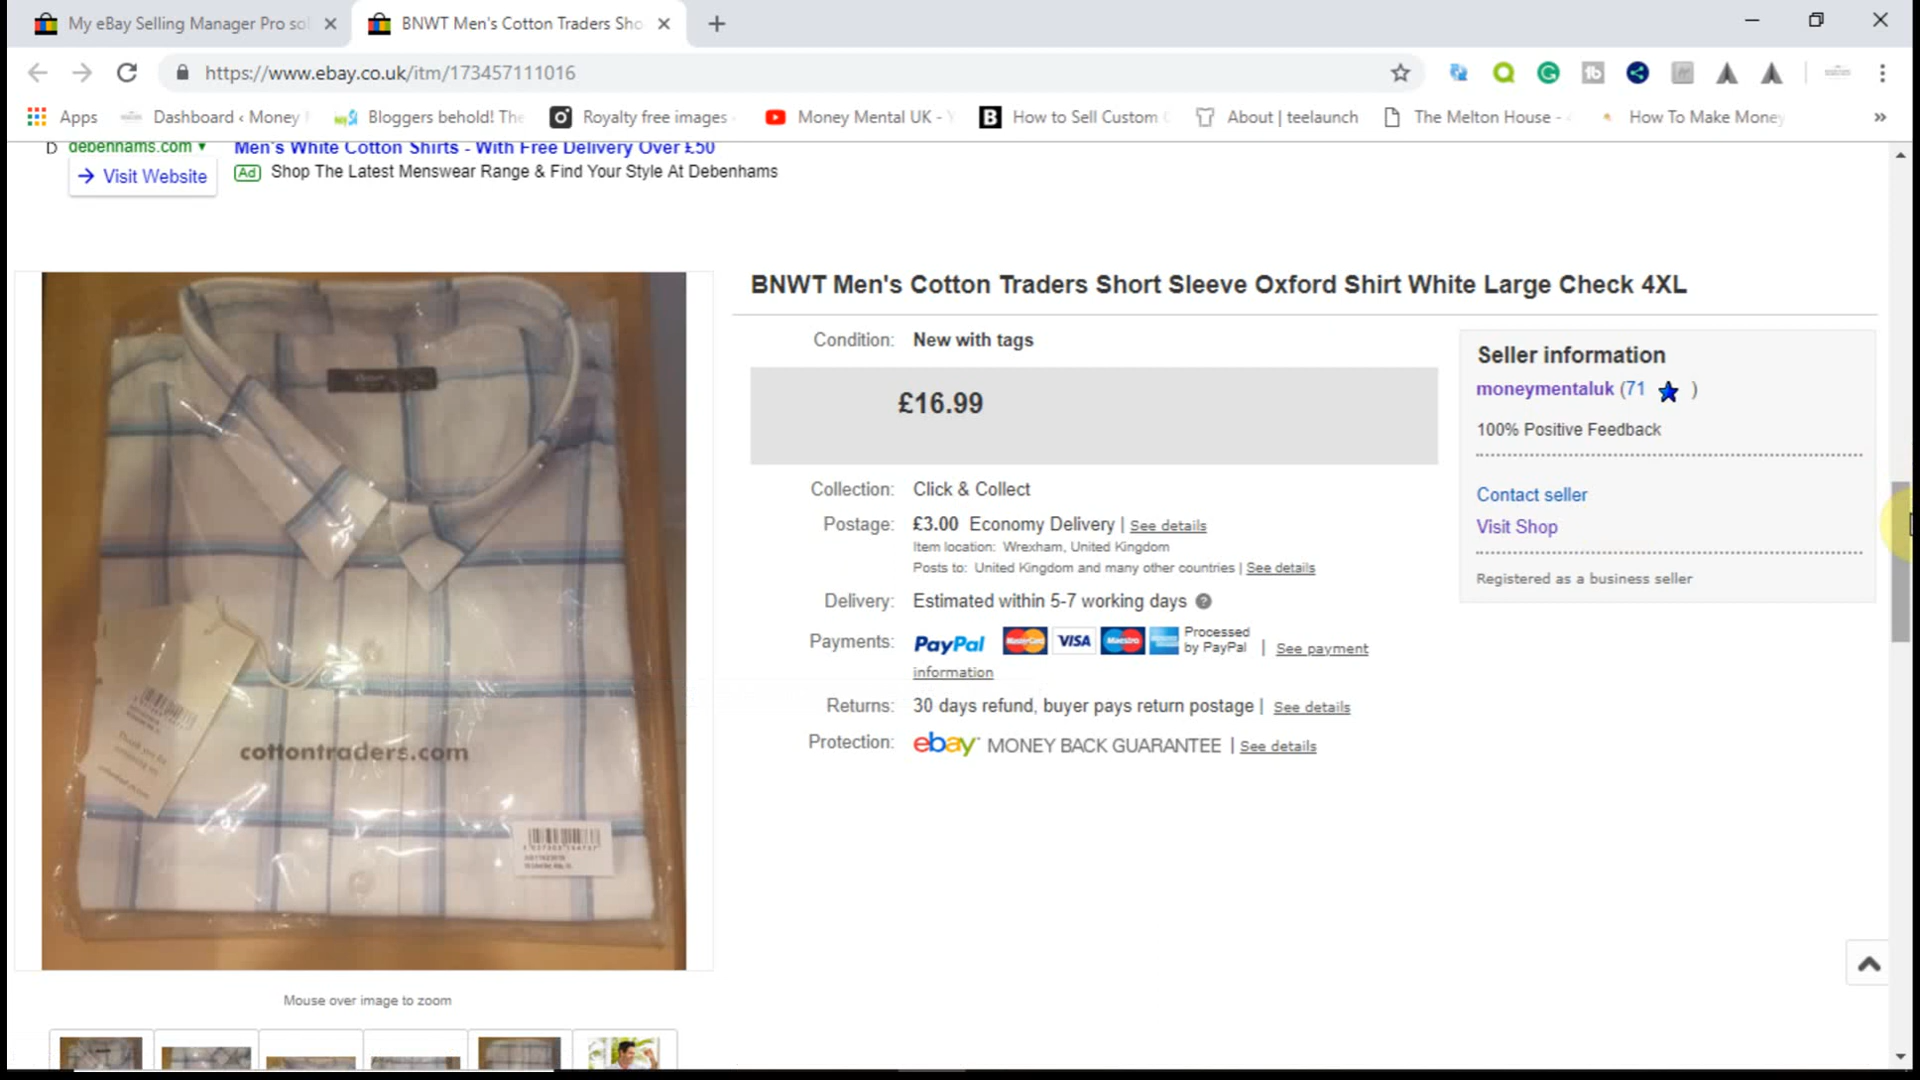 My eBay Selling Manager Pro sol
BNWT Men's Cotton Traders Sho
https://www.ebay.co.uk/itm/173457111016
Apps
Dashboard ‹ Money
Bloggers behold! The
Royalty free images
Money Mental UK - Y
How to Sell Custom
About | teelaunch
The Melton House -
How To Make Money
»
D debenhams.com
Men's White Cotton Shirts - With Free Delivery Over £50
Visit Website
Ad Shop The Latest Menswear Range & Find Your Style At Debenhams
BNWT Men's Cotton Traders Short Sleeve Oxford Shirt White Large Check 4XL
Condition: New with tags
£16.99
Collection: Click & Collect
Postage: £3.00 Economy Delivery | See details
Item location: Wrexham, United Kingdom
Posts to: United Kingdom and many other countries | See details
Delivery: Estimated within 5-7 working days
Payments: PayPal MasterCard VISA Maestro Processed by PayPal | See payment
information
Returns: 30 days refund, buyer pays return postage | See details
Protection: ebay MONEY BACK GUARANTEE | See details
Seller information
moneymentaluk (71 )
100% Positive Feedback
Contact seller
Visit Shop
Registered as a business seller
cottontraders.com
Mouse over image to zoom